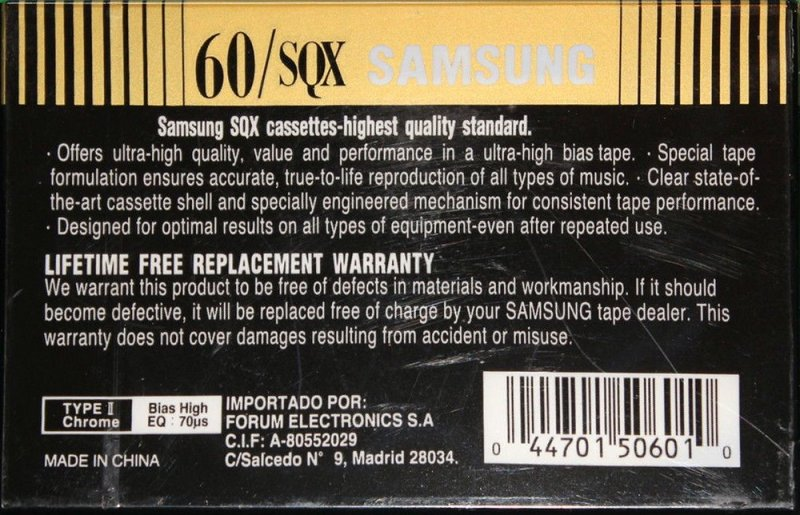 60/SQX SAMSUNG
Samsung SQX cassettes-highest quality standard.
· Offers ultra-high quality, value and performance in a ultra-high bias tape. · Special tape
formulation ensures accurate, true-to-life reproduction of all types of music. · Clear state-of-
the-art cassette shell and specially engineered mechanism for consistent tape performance.
· Designed for optimal results on all types of equipment-even after repeated use.
LIFETIME FREE REPLACEMENT WARRANTY
We warrant this product to be free of defects in materials and workmanship. If it should
become defective, it will be replaced free of charge by your SAMSUNG tape dealer. This
warranty does not cover damages resulting from accident or misuse.
TYPE II
Chrome
Bias High
EQ : 70µs
MADE IN CHINA
IMPORTADO POR:
FORUM ELECTRONICS S.A
C.I.F: A-80552029
C/Salcedo N° 9, Madrid 28034.
0 44701 50601 0